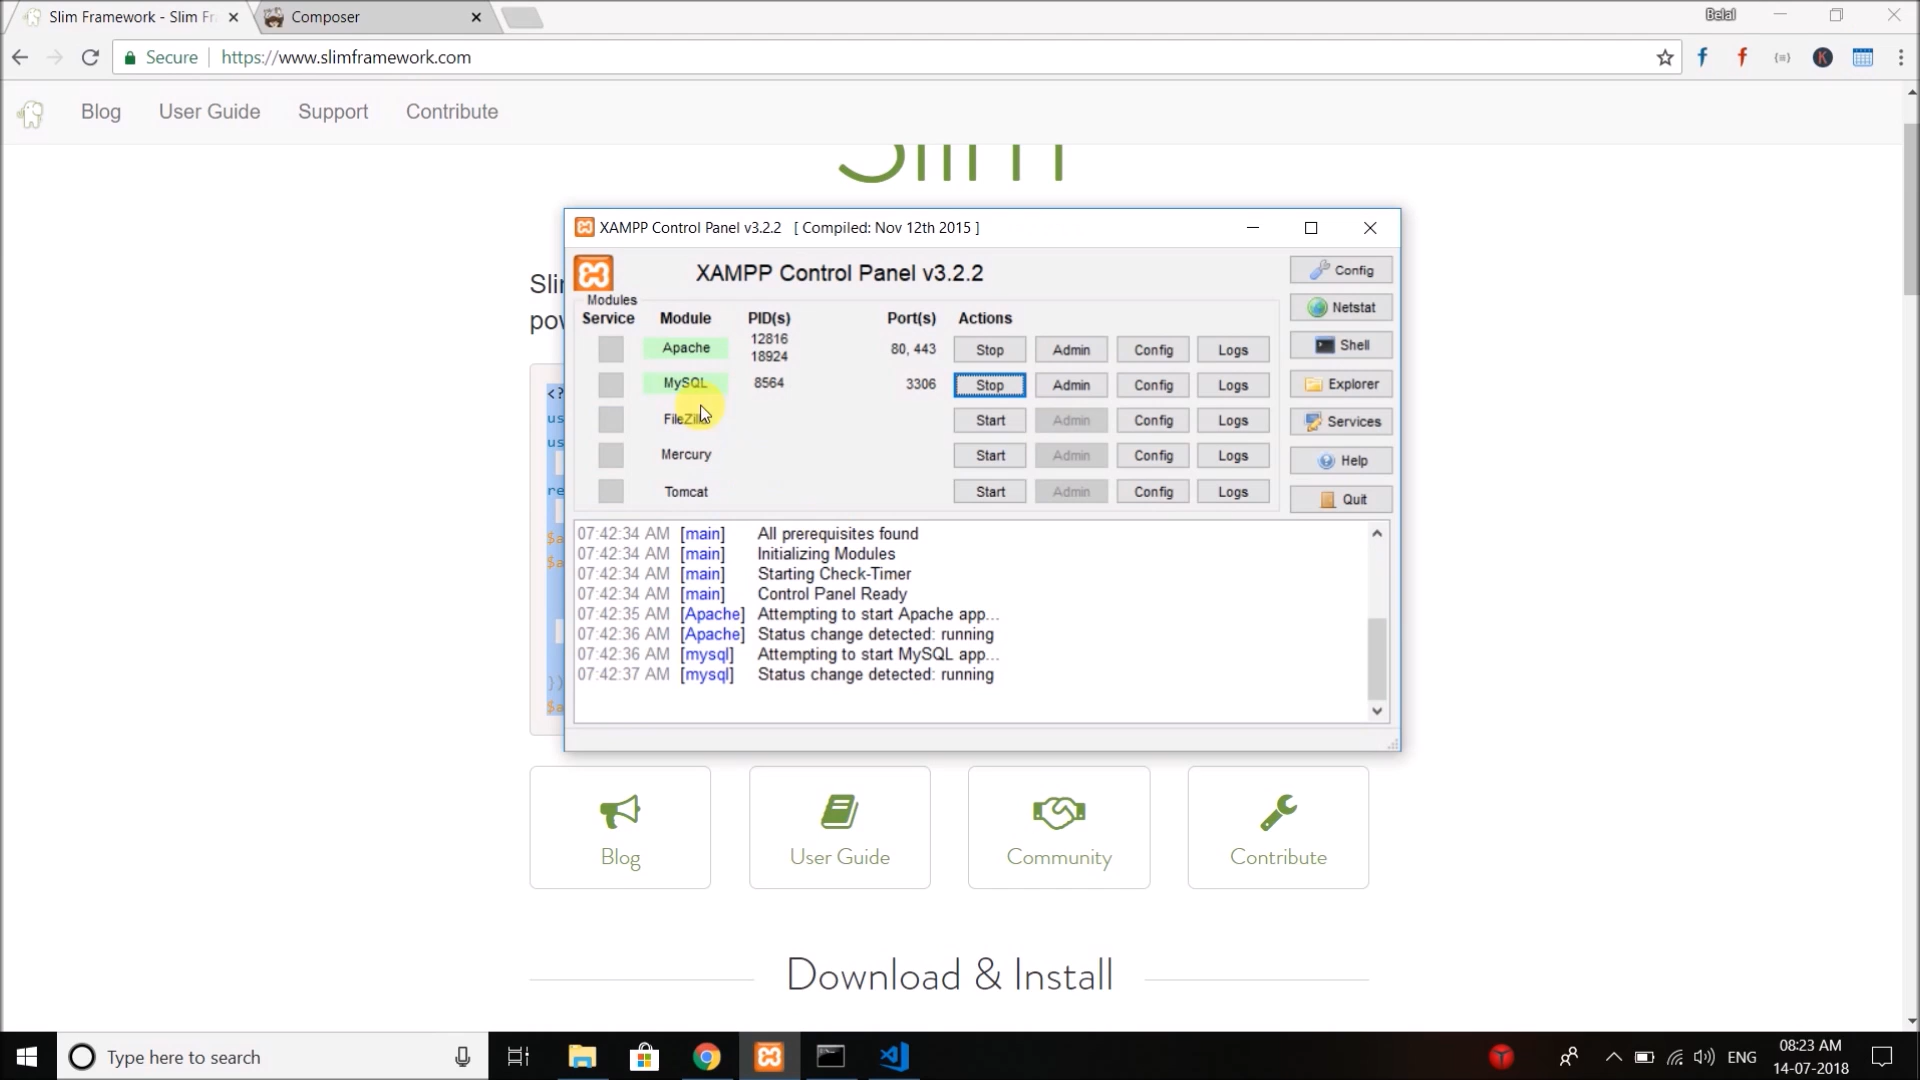 Slim Framework - Slim Fr
Composer
Belal
Secure
https://www.slimframework.com
Blog
User Guide
Support
Contribute
Slim
Sli
po
<?
us
us
re
$a
$a
})
$a
XAMPP Control Panel v3.2.2 [ Compiled: Nov 12th 2015 ]
XAMPP Control Panel v3.2.2
Modules
Service Module PID(s) Port(s) Actions
Apache 12816 18924 80, 443 Stop Admin Config Logs
MySQL 8564 3306 Stop Admin Config Logs
FileZilla Start Admin Config Logs
Mercury Start Admin Config Logs
Tomcat Start Admin Config Logs
Config
Netstat
Shell
Explorer
Services
Help
Quit
07:42:34 AM [main] All prerequisites found
07:42:34 AM [main] Initializing Modules
07:42:34 AM [main] Starting Check-Timer
07:42:34 AM [main] Control Panel Ready
07:42:35 AM [Apache] Attempting to start Apache app...
07:42:36 AM [Apache] Status change detected: running
07:42:36 AM [mysql] Attempting to start MySQL app...
07:42:37 AM [mysql] Status change detected: running
Blog
User Guide
Community
Contribute
Download & Install
Type here to search
ENG
08:23 AM
14-07-2018